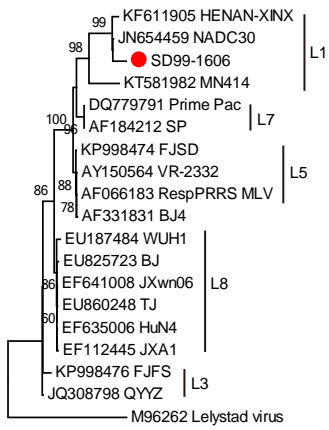 KF611905 HENAN-XINX
99
JN654459 NADC30
L1
98
SD99-1606
KT581982 MN414
DQ779791 Prime Pac
L7
100
96
AF184212 SP
KP998474 FJSD
AY150564 VR-2332
L5
86
88
AF066183 RespPRRS MLV
78
AF331831 BJ4
EU187484 WUH1
EU825723 BJ
86
EF641008 JXwn06
L8
EU860248 TJ
60
EF635006 HuN4
EF112445 JXA1
KP998476 FJFS
L3
JQ308798 QYYZ
M96262 Lelystad virus